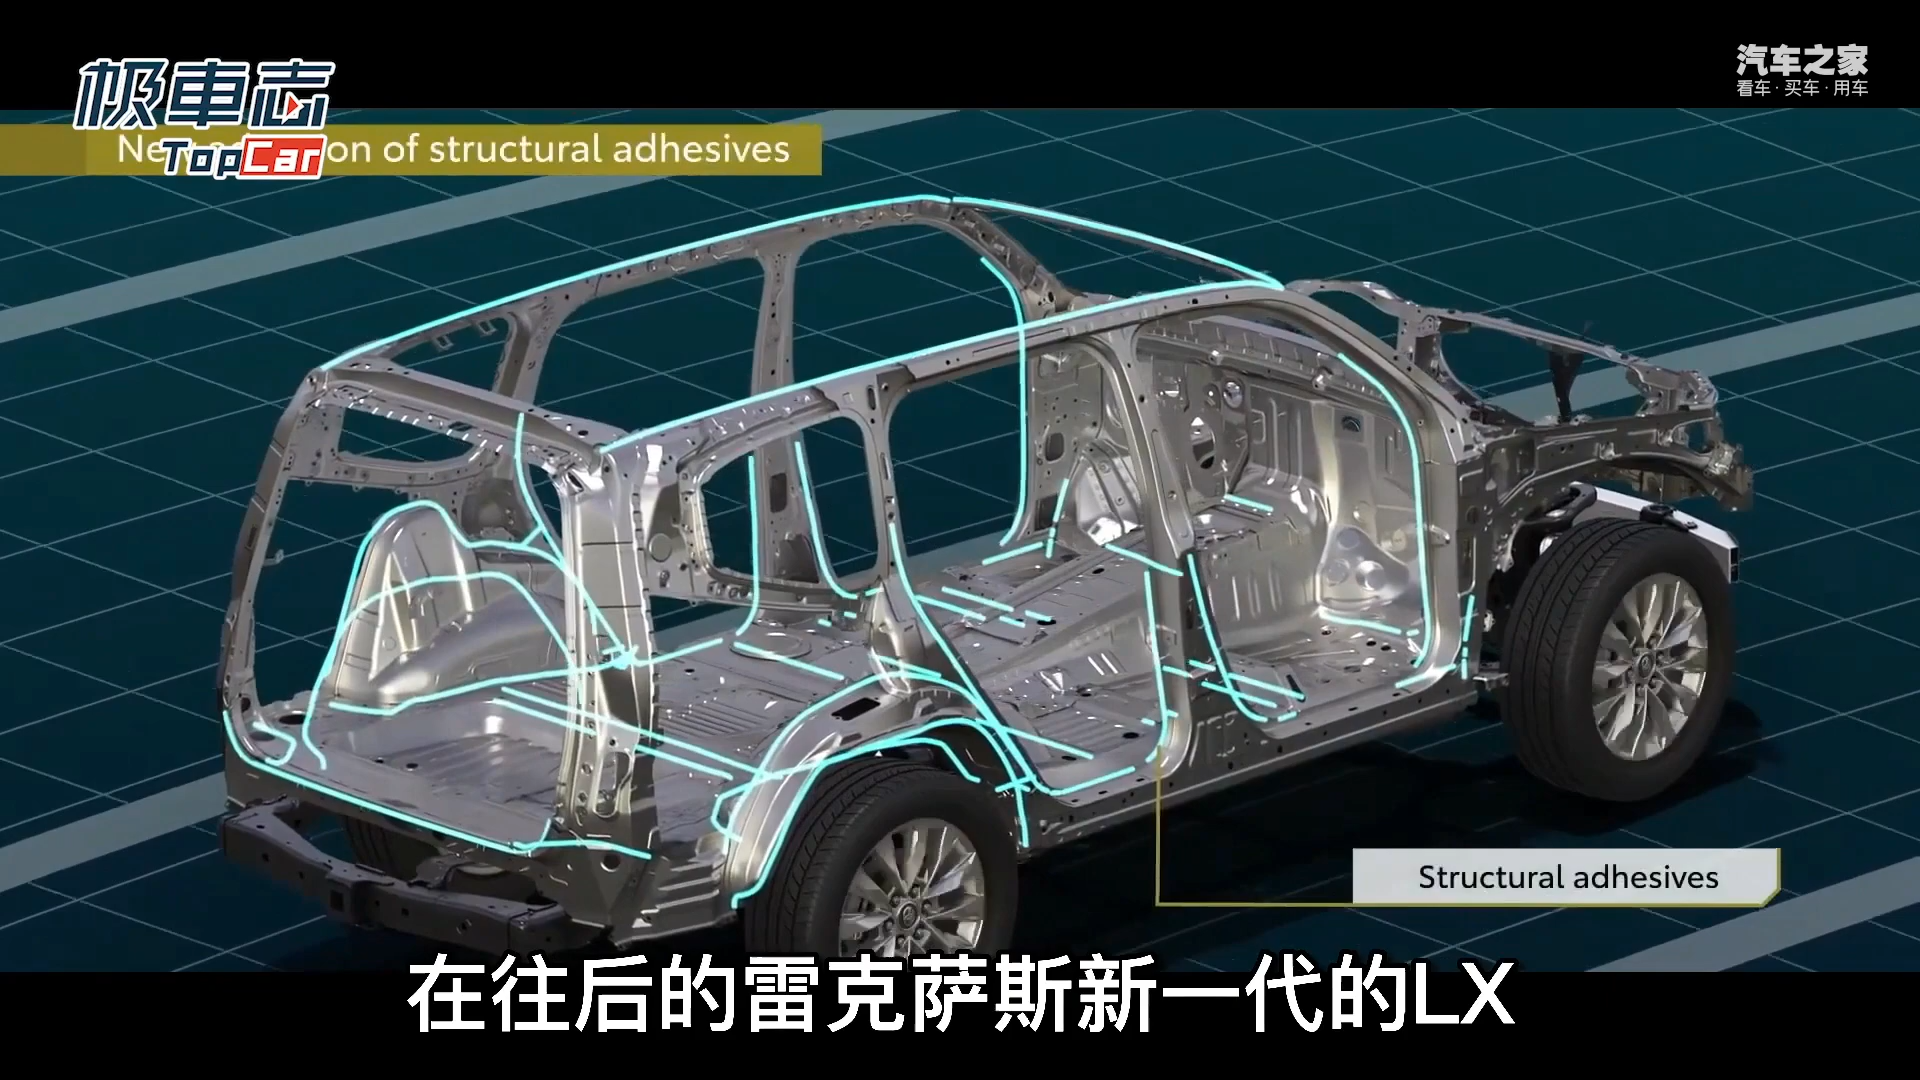 极車志
TopCar
汽车之家
看车·买车·用车
Ne on of structural adhesives
Structural adhesives
在往后的雷克萨斯新一代的LX